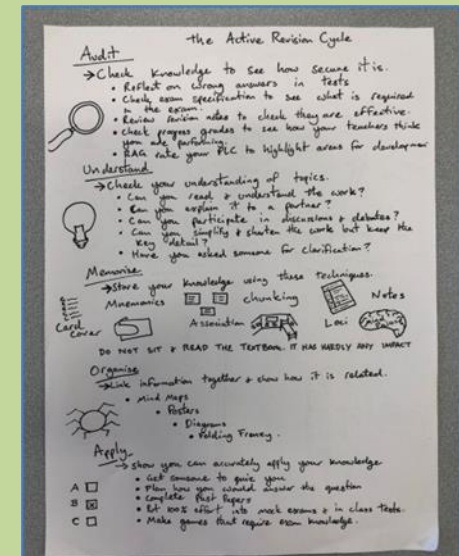 the Active Revision Cycle
Audit
→ Check knowledge to see how secure it is.
• Reflect on wrong answers in tests
• Check exam specification to see what is required
in the exam.
• Review revision notes to check they are effective.
• Check progress grades to see how your teachers think
you are performing.
• RAG rate your PLC to highlight areas for development
Understand
→ Check your understanding of topics.
• Can you read & understand the work?
• Can you explain it to a partner?
• Can you participate in discussions & debates?
• Can you simplify & shorten the work but keep the
key detail?
• Have you asked someone for clarification?
Memorise
→ Store your knowledge using these techniques.
Mnemonics chunking Notes
Card Cover Association Loci
DO NOT SIT & READ THE TEXTBOOK. IT HAS HARDLY ANY IMPACT
Organise
→ Link information together & show how it is related.
• Mind Maps
• Posters
• Diagrams
• Folding
Apply
→ show you can accurately apply your knowledge
• Get someone to quiz you
• Plan how you would answer the question
• Complete Past Papers
• Put 100% effort into mock exams & in class tests.
• Make games that require exam knowledge.
A
B
C